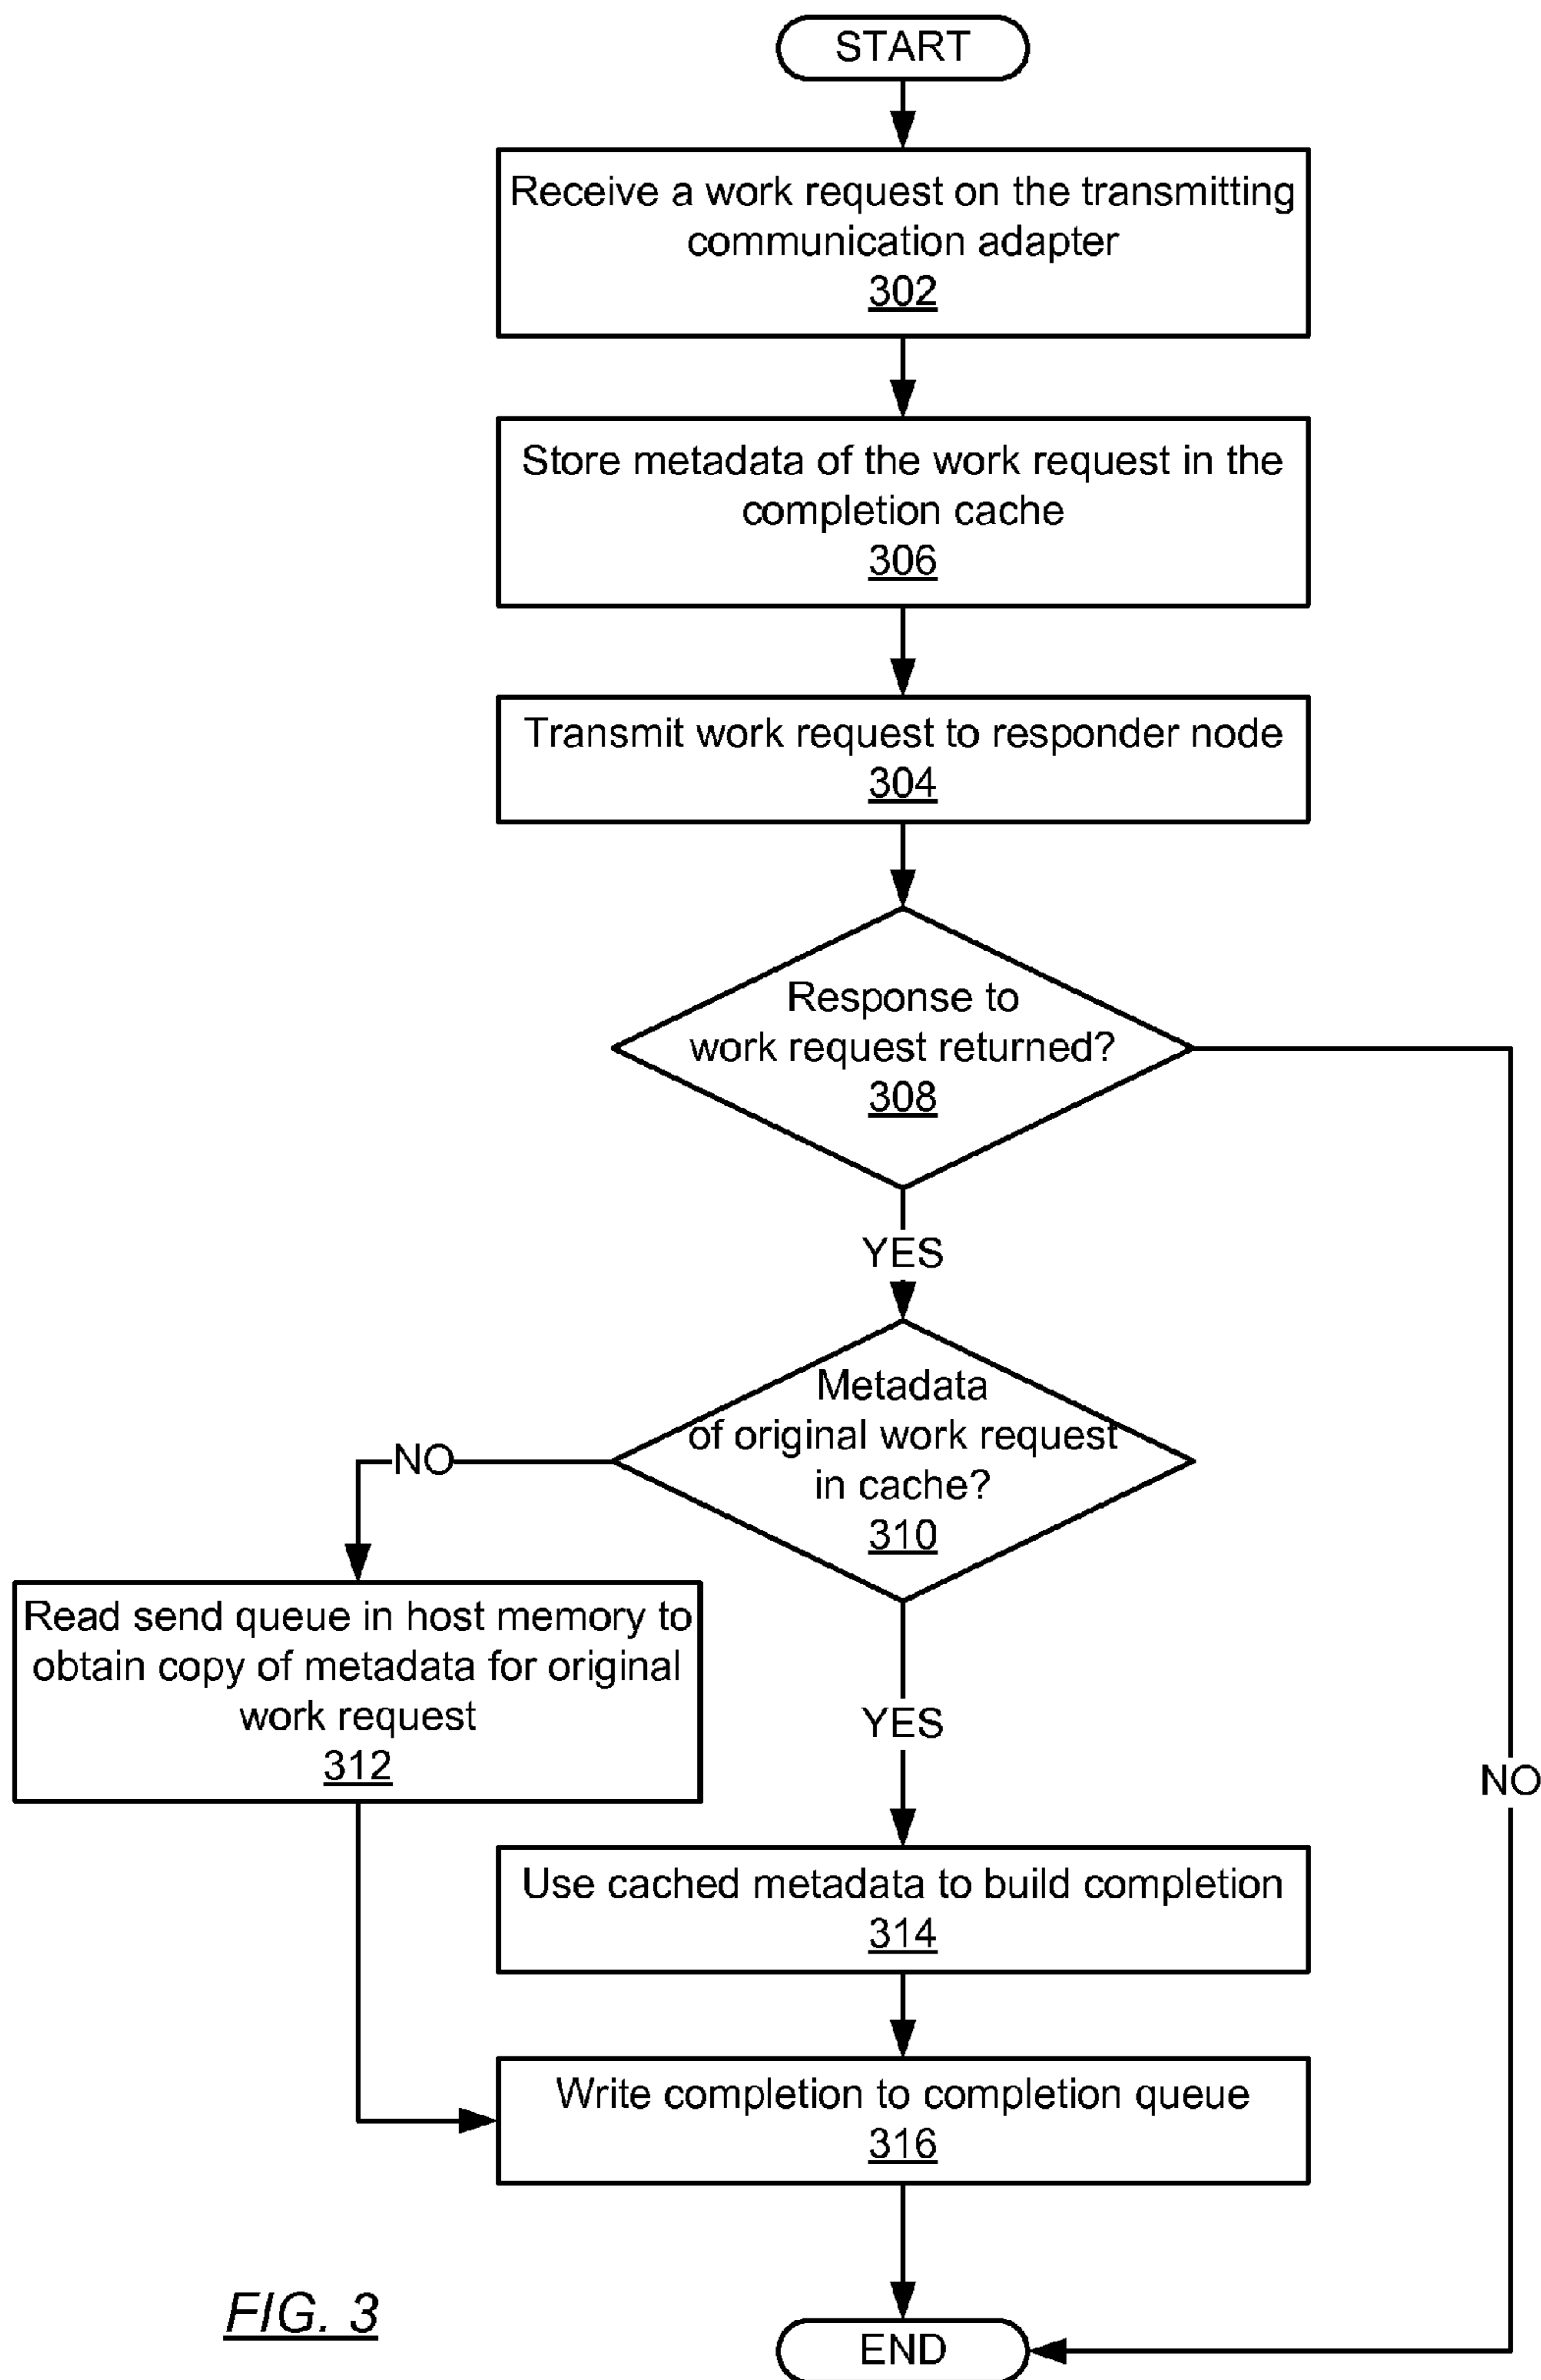 START
Receive a work request on the transmitting
communication adapter
302
Store metadata of the work request in the
completion cache
306
Transmit work request to responder node
304
Response to
work request returned?
308
YES
Metadata
of original work request
in cache?
310
NO
Read send queue in host memory to
obtain copy of metadata for original
work request
312
YES
NO
Use cached metadata to build completion
314
Write completion to completion queue
316
FIG. 3
END